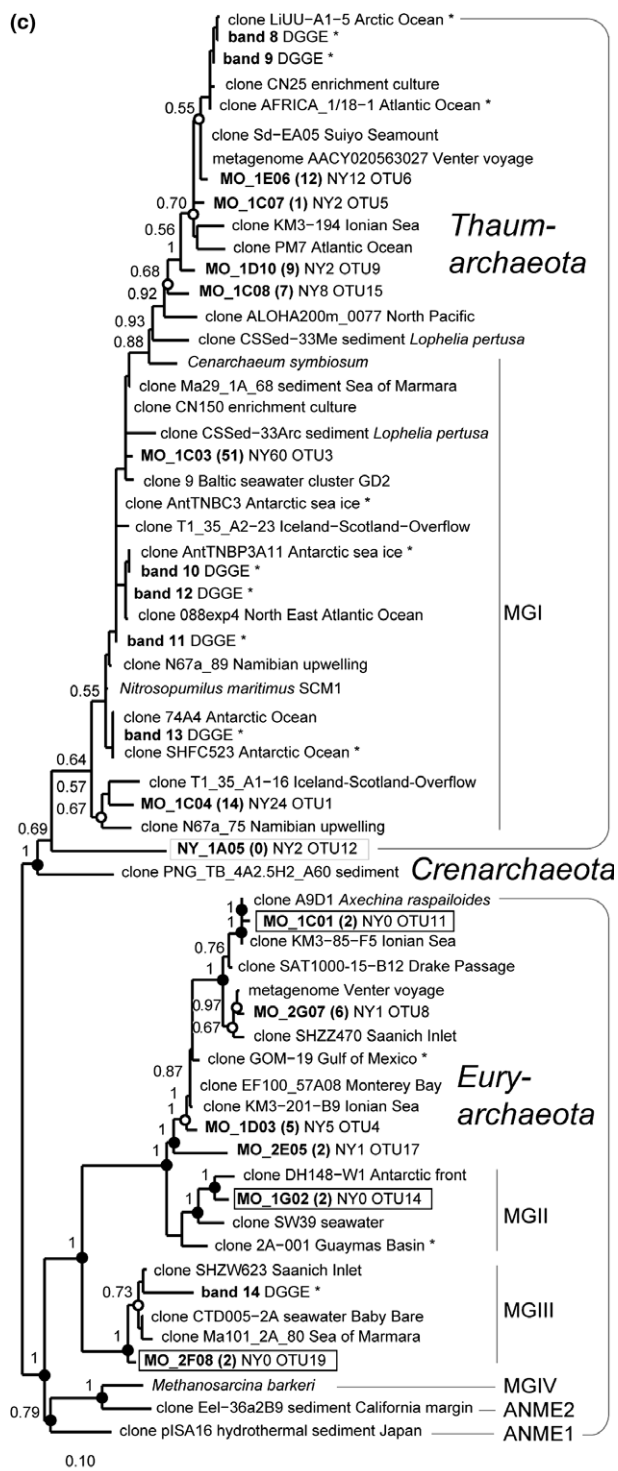 (c)
clone LiUU-A1-5 Arctic Ocean *
band 8 DGGE *
band 9 DGGE *
clone CN25 enrichment culture
clone AFRICA_1/18-1 Atlantic Ocean *
0.55
clone Sd-EA05 Suiyo Seamount
metagenome AACY020563027 Venter voyage
MO_1E06 (12) NY12 OTU6
0.70
MO_1C07 (1) NY2 OTU5
0.56
clone KM3-194 Ionian Sea
Thaum-
archaeota
1
clone PM7 Atlantic Ocean
0.68
MO_1D10 (9) NY2 OTU9
0.92
MO_1C08 (7) NY8 OTU15
0.93
clone ALOHA200m_0077 North Pacific
0.88
clone CSSed-33Me sediment Lophelia pertusa
Cenarchaeum symbiosum
clone Ma29_1A_68 sediment Sea of Marmara
clone CN150 enrichment culture
clone CSSed-33Arc sediment Lophelia pertusa
MO_1C03 (51) NY60 OTU3
clone 9 Baltic seawater cluster GD2
clone AntTNBC3 Antarctic sea ice *
clone T1_35_A2-23 Iceland-Scotland-Overflow
clone AntTNBP3A11 Antarctic sea ice *
band 10 DGGE *
band 12 DGGE *
clone 088exp4 North East Atlantic Ocean
MGI
band 11 DGGE *
clone N67a_89 Namibian upwelling
0.55
Nitrosopumilus maritimus SCM1
clone 74A4 Antarctic Ocean
band 13 DGGE *
clone SHFC523 Antarctic Ocean *
0.64
0.57
clone T1_35_A1-16 Iceland-Scotland-Overflow
0.67
MO_1C04 (14) NY24 OTU1
clone N67a_75 Namibian upwelling
0.69
NY_1A05 (0) NY2 OTU12
1
clone PNG_TB_4A2.5H2_A60 sediment
Crenarchaeota
clone A9D1 Axechina raspailoides
1
MO_1C01 (2) NY0 OTU11
1
clone KM3-85-F5 Ionian Sea
0.76
1
clone SAT1000-15-B12 Drake Passage
metagenome Venter voyage
0.97
MO_2G07 (6) NY1 OTU8
0.67
clone SHZZ470 Saanich Inlet
clone GOM-19 Gulf of Mexico *
0.87
Eury-
archaeota
clone EF100_57A08 Monterey Bay
1
clone KM3-201-B9 Ionian Sea
1
MO_1D03 (5) NY5 OTU4
1
MO_2E05 (2) NY1 OTU17
1
clone DH148-W1 Antarctic front
1
MO_1G02 (2) NY0 OTU14
clone SW39 seawater
MGII
1
clone 2A-001 Guaymas Basin *
clone SHZW623 Saanich Inlet
0.73
band 14 DGGE *
clone CTD005-2A seawater Baby Bare
MGIII
1
clone Ma101_2A_80 Sea of Marmara
MO_2F08 (2) NY0 OTU19
1
1
Methanosarcina barkeri
MGIV
clone Eel-36a2B9 sediment California margin
ANME2
0.79
clone pISA16 hydrothermal sediment Japan
ANME1
0.10